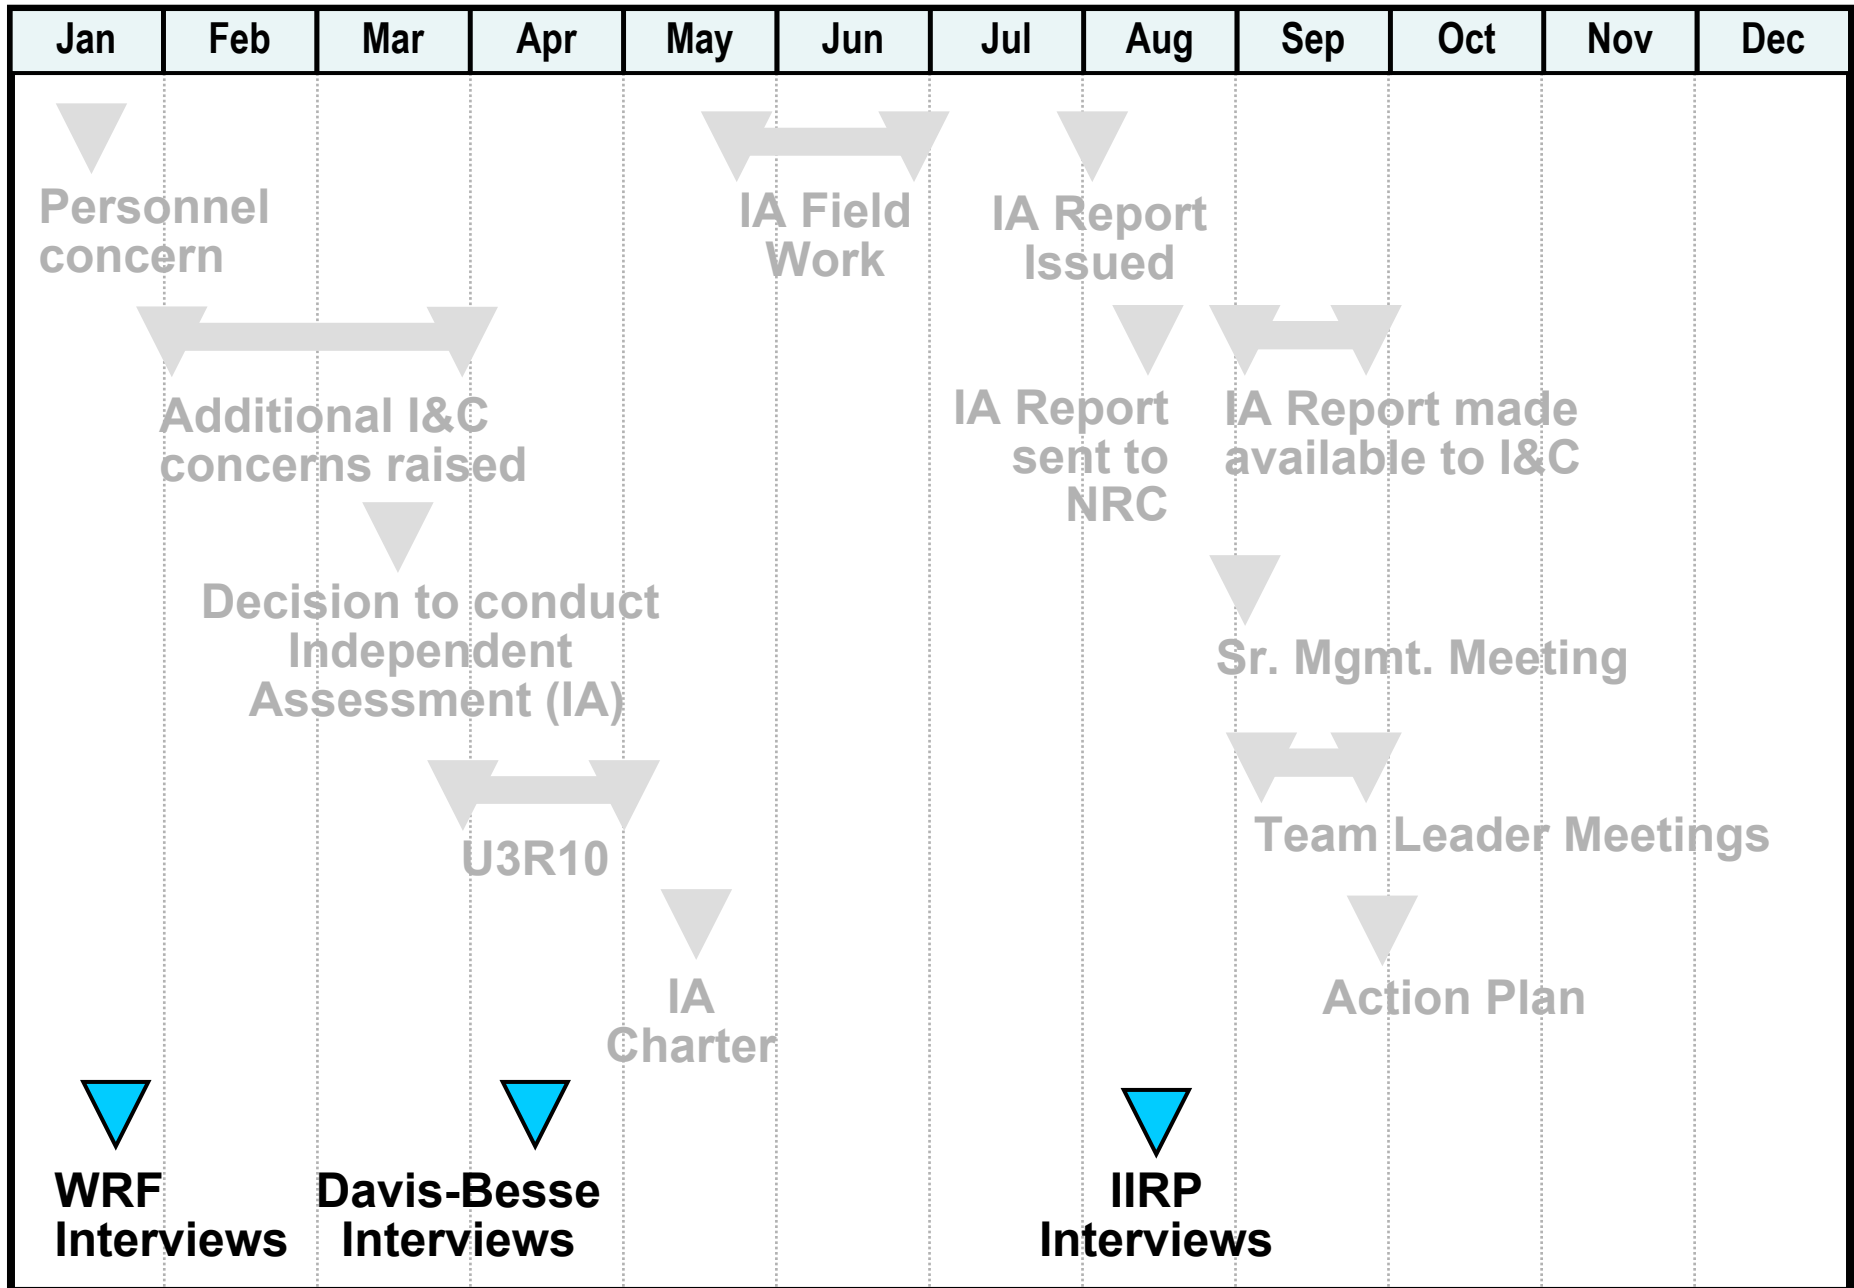 Jan Feb Mar Apr May Jun Jul Aug Sep Oct Nov Dec
Personnel
concern
IA Field
Work
IA Report
Issued
Additional I&C
concerns raised
IA Report
sent to
NRC
IA Report made
available to I&C
Decision to conduct
Independent
Assessment (IA)
Sr. Mgmt. Meeting
U3R10
Team Leader Meetings
IA
Charter
Action Plan
WRF
Interviews
Davis-Besse
Interviews
IIRP
Interviews